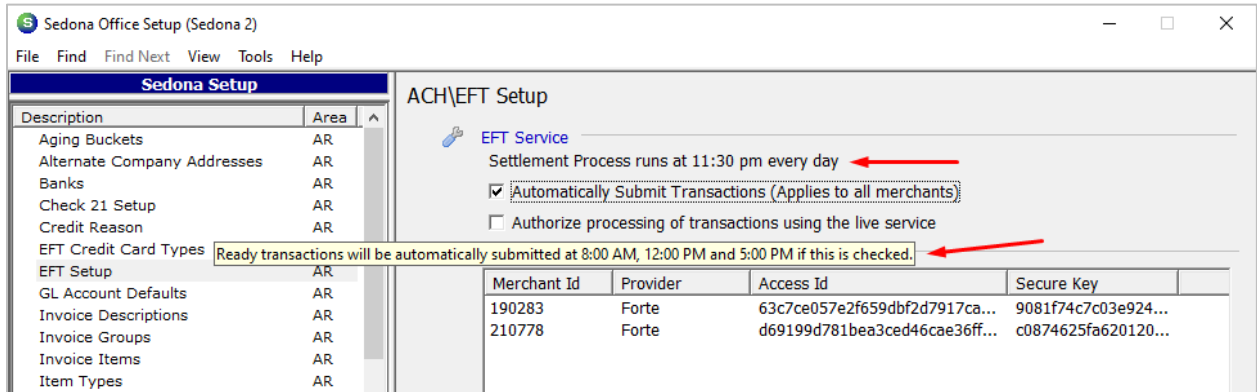 S Sedona Office Setup (Sedona 2)
File Find Find Next View Tools Help
Sedona Setup
Description Area
Aging Buckets AR
Alternate Company Addresses AR
Banks AR
Check 21 Setup AR
Credit Reason AR
EFT Credit Card Types
EFT Setup AR
GL Account Defaults AR
Invoice Descriptions AR
Invoice Groups AR
Invoice Items AR
Item Types AR
ACH\EFT Setup
EFT Service
Settlement Process runs at 11:30 pm every day
Automatically Submit Transactions (Applies to all merchants)
Authorize processing of transactions using the live service
Ready transactions will be automatically submitted at 8:00 AM, 12:00 PM and 5:00 PM if this is checked.
Merchant Id Provider Access Id Secure Key
190283 Forte 63c7ce057e2f659dbf2d7917ca... 9081f74c7c03e924...
210778 Forte d69199d781bea3ced46cae36ff... c0874625fa620120...